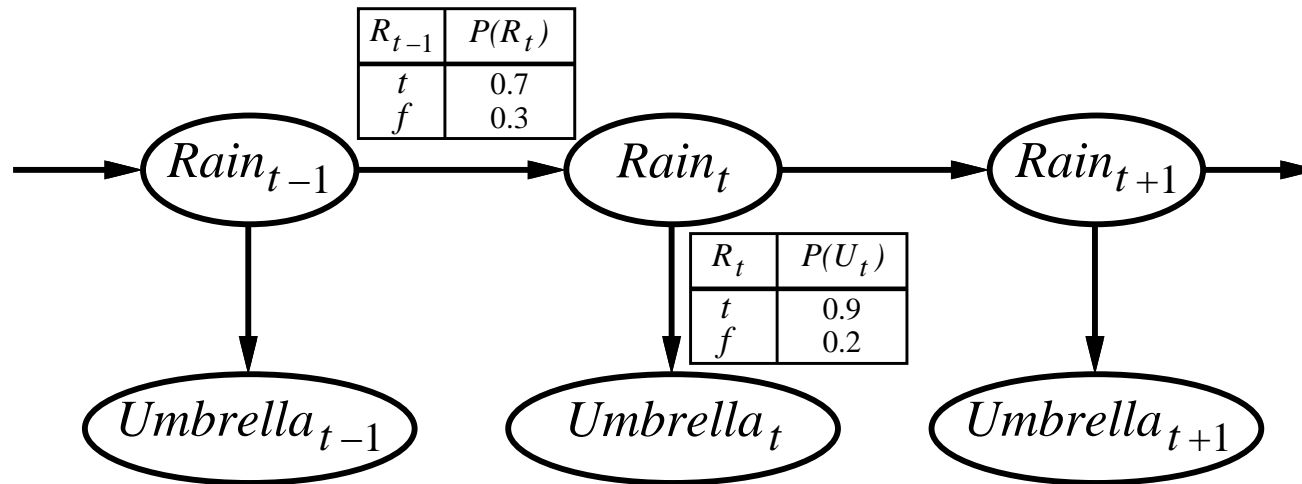 R_{t-1} P(R_t)
t 0.7
f 0.3
Rain_{t-1} Rain_t Rain_{t+1}
R_t P(U_t)
t 0.9
f 0.2
Umbrella_{t-1} Umbrella_t Umbrella_{t+1}